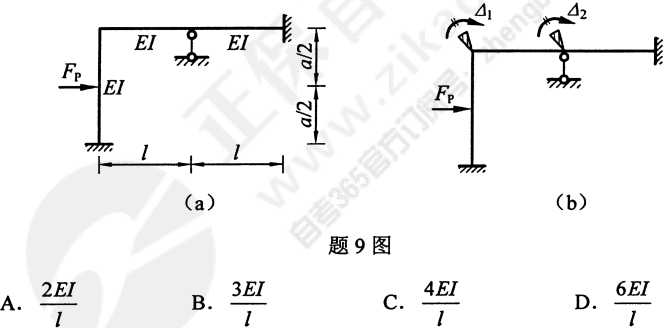 Δ₁ Δ₂
EI EI
F_P EI a/2 a/2 F_P
l l
(a) (b)
题 9 图
A. 2EI/l B. 3EI/l C. 4EI/l D. 6EI/l